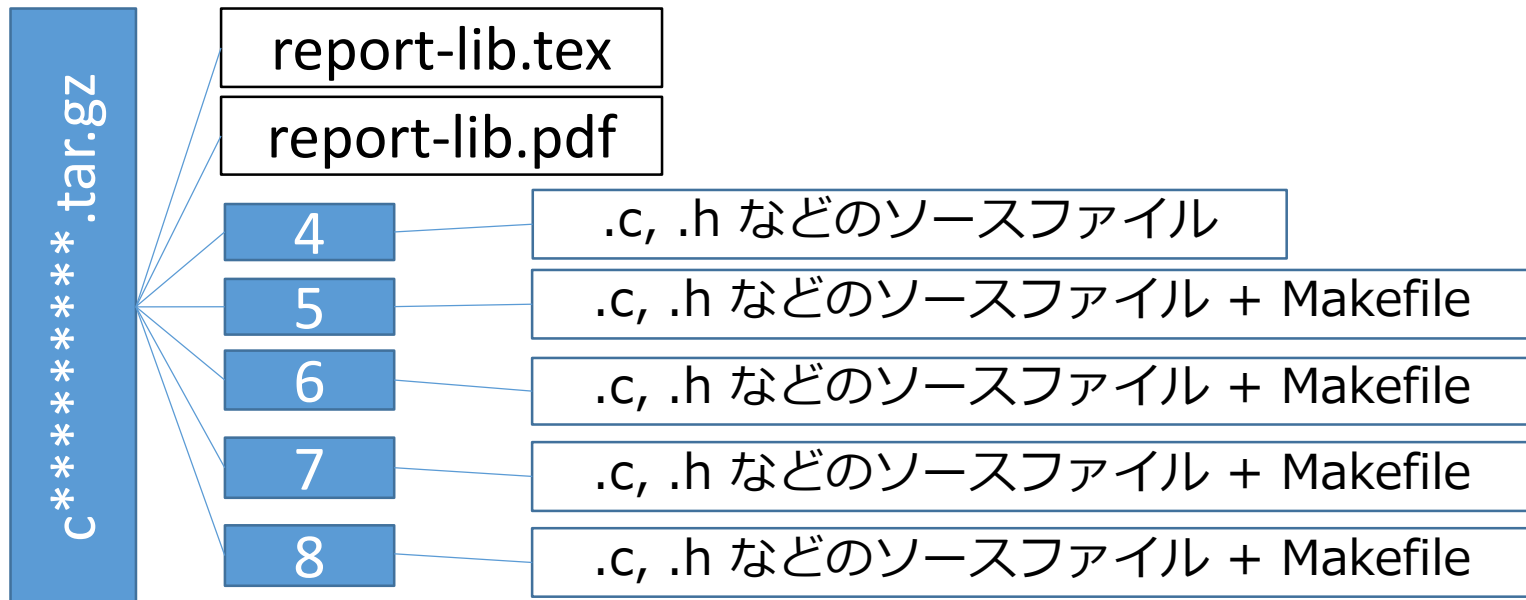 c********.tar.gz
report-lib.tex
report-lib.pdf
4
.c, .h などのソースファイル
5
.c, .h などのソースファイル + Makefile
6
.c, .h などのソースファイル + Makefile
7
.c, .h などのソースファイル + Makefile
8
.c, .h などのソースファイル + Makefile